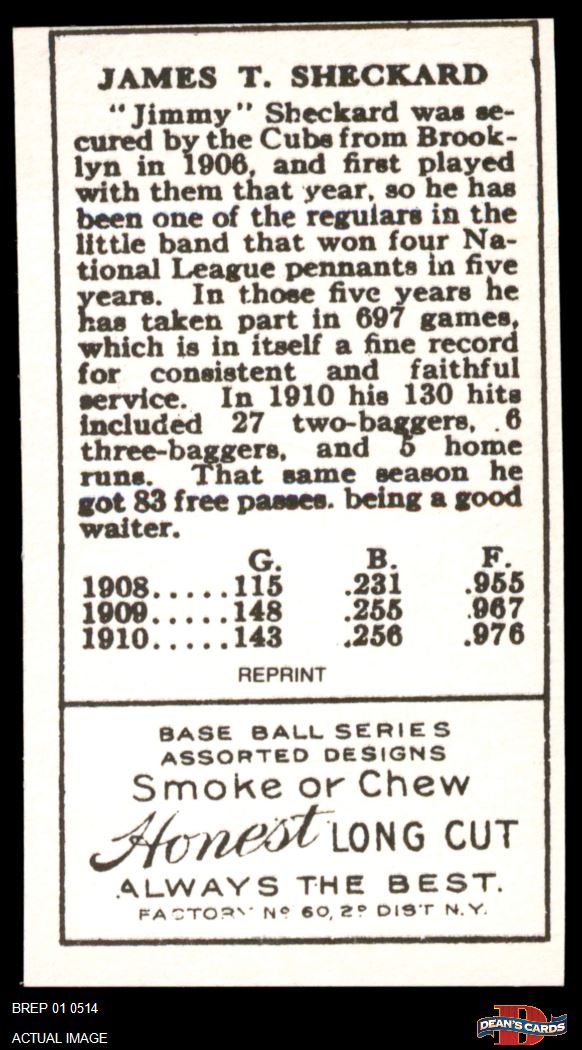 JAMES T. SHECKARD
"Jimmy" Sheckard was se-
cured by the Cubs from Brook-
lyn in 1906, and first played
with them that year, so he has
been one of the regulars in the
little band that won four Na-
tional League pennants in five
years. In those five years he
has taken part in 697 games,
which is in itself a fine record
for consistent and faithful
service. In 1910 his 130 hits
included 27 two-baggers, 6
three-baggers, and 5 home
runs. That same season he
got 83 free passes. being a good
waiter.
G. B. F.
1908.....115 .231 .955
1909.....148 .255 .967
1910.....143 .256 .976
REPRINT
BASE BALL SERIES
ASSORTED DESIGNS
Smoke or Chew
Honest LONG CUT
ALWAYS THE BEST.
FACTORY Nº 60, 2º DIST N.Y.
BREP 01 0514
ACTUAL IMAGE
D
DEAN'S CARDS